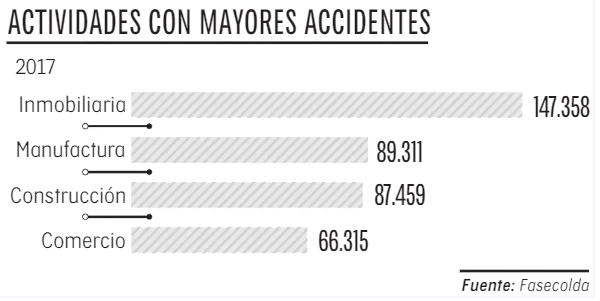 ACTIVIDADES CON MAYORES ACCIDENTES
2017
Inmobiliaria 147.358
Manufactura 89.311
Construcción 87.459
Comercio 66.315
Fuente: Fasecolda